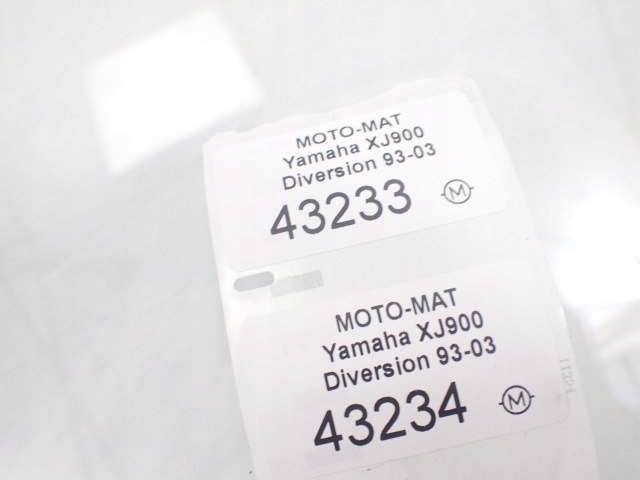 MOTO-MAT
Yamaha XJ900
Diversion 93-03
43233 M
MOTO-MAT
Yamaha XJ900
Diversion 93-03
43234 M